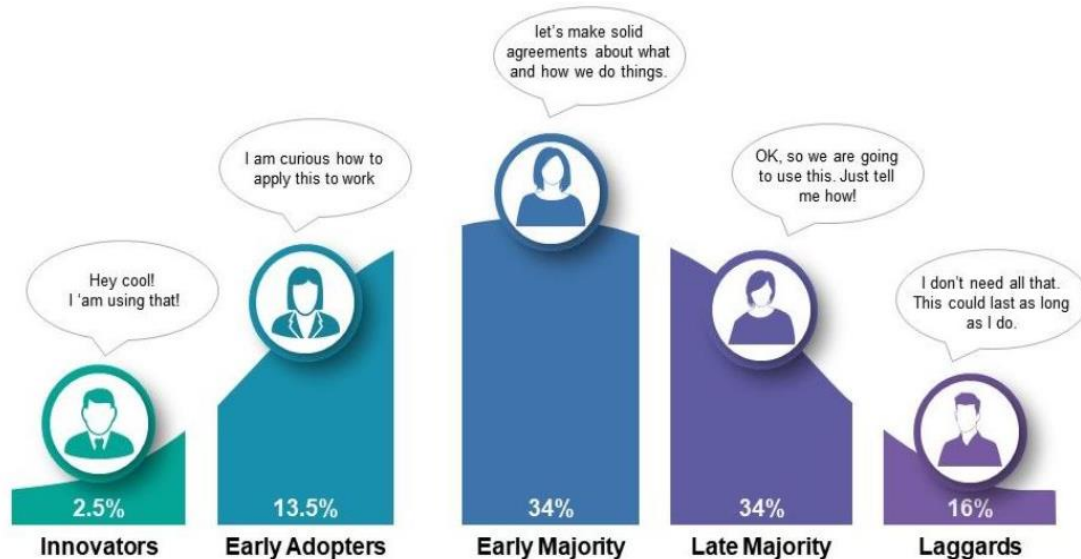 Hey cool!
I 'am using that!
I am curious how to
apply this to work
let's make solid
agreements about what
and how we do things.
OK, so we are going
to use this. Just tell
me how!
I don't need all that.
This could last as long
as I do.
2.5%
13.5%
34%
34%
16%
Innovators
Early Adopters
Early Majority
Late Majority
Laggards